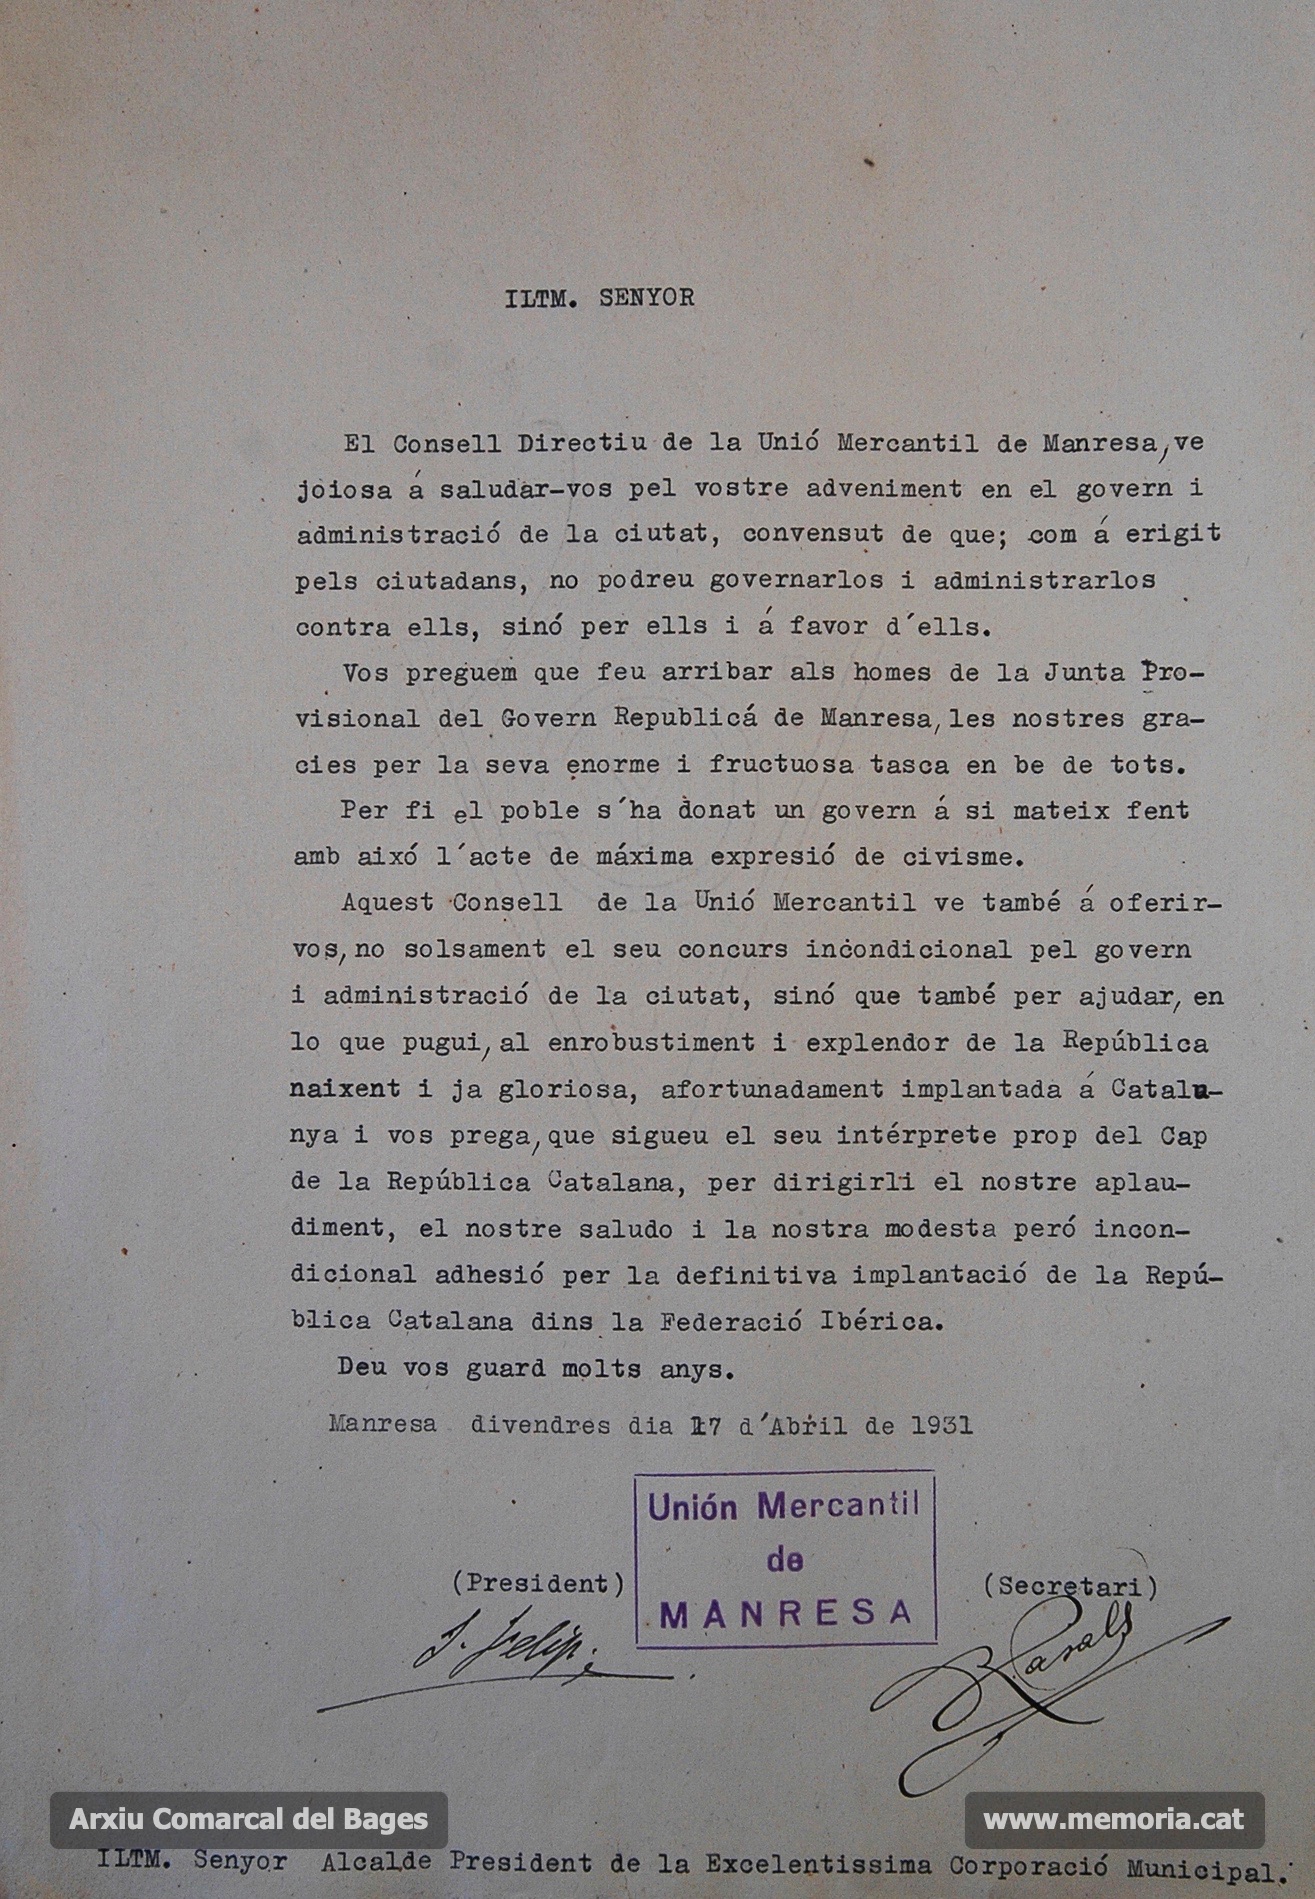 ILTM. SENYOR
El Consell Directiu de la Unió Mercantil de Manresa, ve
joiosa á saludar-vos pel vostre adveniment en el govern i
administració de la ciutat, convensut de que; com á erigit
pels ciutadans, no podreu governarlos i administrarlos
contra ells, sinó per ells i á favor d´ells.
Vos preguem que feu arribar als homes de la Junta Pro-
visional del Govern Republicá de Manresa, les nostres gra-
cies per la seva enorme i fructuosa tasca en be de tots.
Per fi el poble s´ha donat un govern á si mateix fent
amb aixó l´acte de máxima expresió de civisme.
Aquest Consell de la Unió Mercantil ve també á oferir-
vos, no solsament el seu concurs incondicional pel govern
i administració de la ciutat, sinó que també per ajudar, en
lo que pugui, al enrobustiment i explendor de la República
naixent i ja gloriosa, afortunadament implantada á Catalu-
nya i vos prega, que sigueu el seu intérprete prop del Cap
de la República Catalana, per dirigirli el nostre aplau-
diment, el nostre saludo i la nostra modesta peró incon-
dicional adhesió per la definitiva implantació de la Repú-
blica Catalana dins la Federació Ibérica.
Deu vos guard molts anys.
Manresa divendres dia 17 d´Abril de 1931
Unión Mercantil
de
MANRESA
(President)
(Secretari)
J. Felip.
Casals
Arxiu Comarcal del Bages
www.memoria.cat
ILTM. Senyor Alcalde President de la Excelentissima Corporació Municipal.